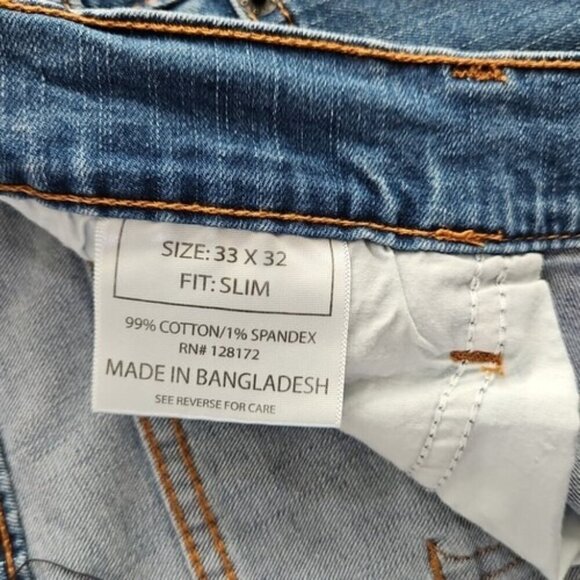 SIZE: 33 X 32
FIT: SLIM
99% COTTON/1% SPANDEX
RN# 128172
MADE IN BANGLADESH
SEE REVERSE FOR CARE